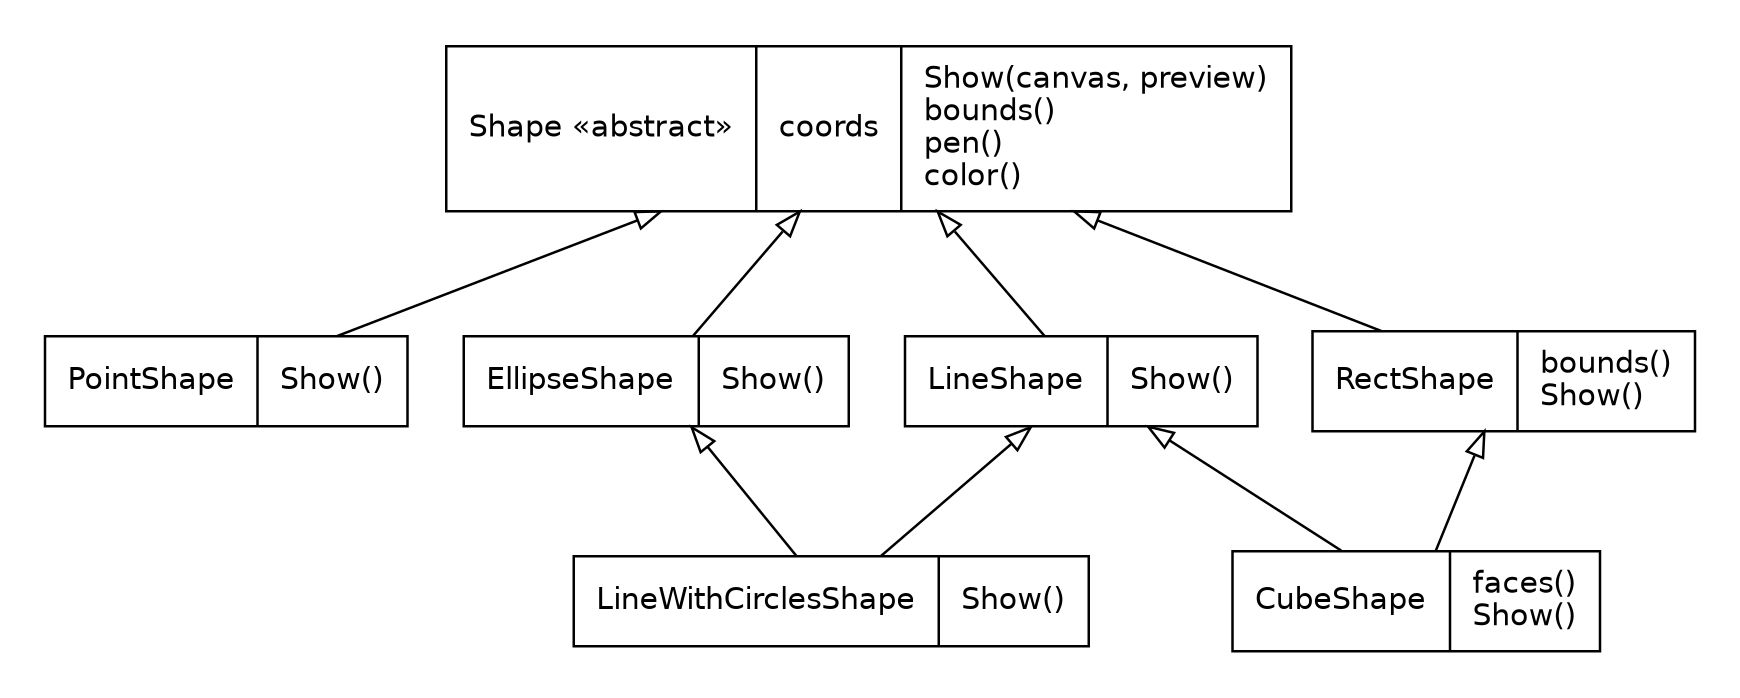 Shape «abstract»
coords
Show(canvas, preview)
bounds()
pen()
color()
PointShape
Show()
EllipseShape
Show()
LineShape
Show()
RectShape
bounds()
Show()
LineWithCirclesShape
Show()
CubeShape
faces()
Show()